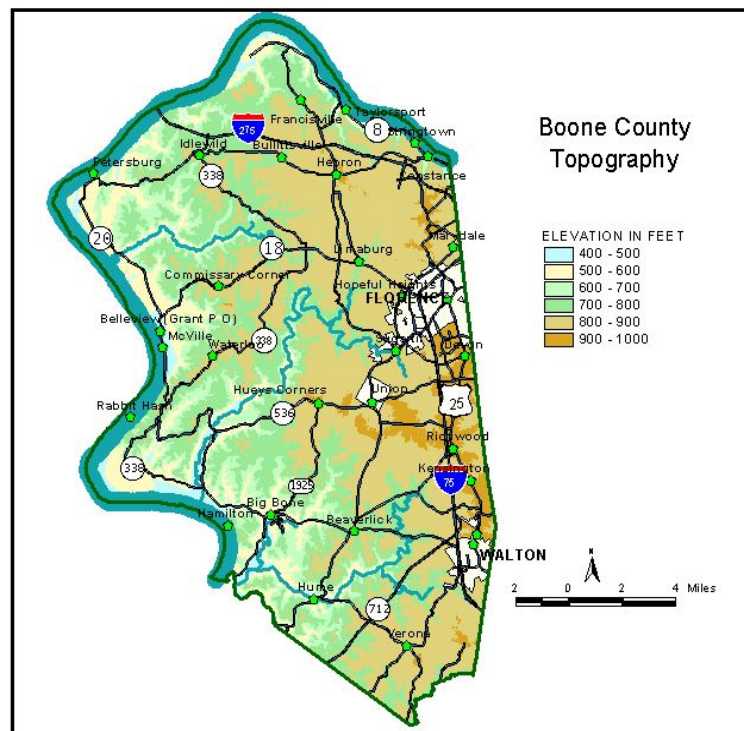 Boone County
Topography
ELEVATION IN FEET
400 - 500
500 - 600
600 - 700
700 - 800
800 - 900
900 - 1000
2 0 2 4 Miles
Francisville
Taylorsport
275
8
Stringtown
Idlewild
Bullittsville
Petersburg
Hebron
Constance
338
20
18
Limaburg
Marydale
Commissary Corner
Hopeful Heights
FLORENCE
Belleview (Grant P O)
McVille
Waterloo
338
Devon
Hueys Corners
Union
Rabbit Hash
536
25
Richwood
338
Kensington
75
1925
Big Bone
Hamilton
Beaverlick
WALTON
Hume
712
Verona